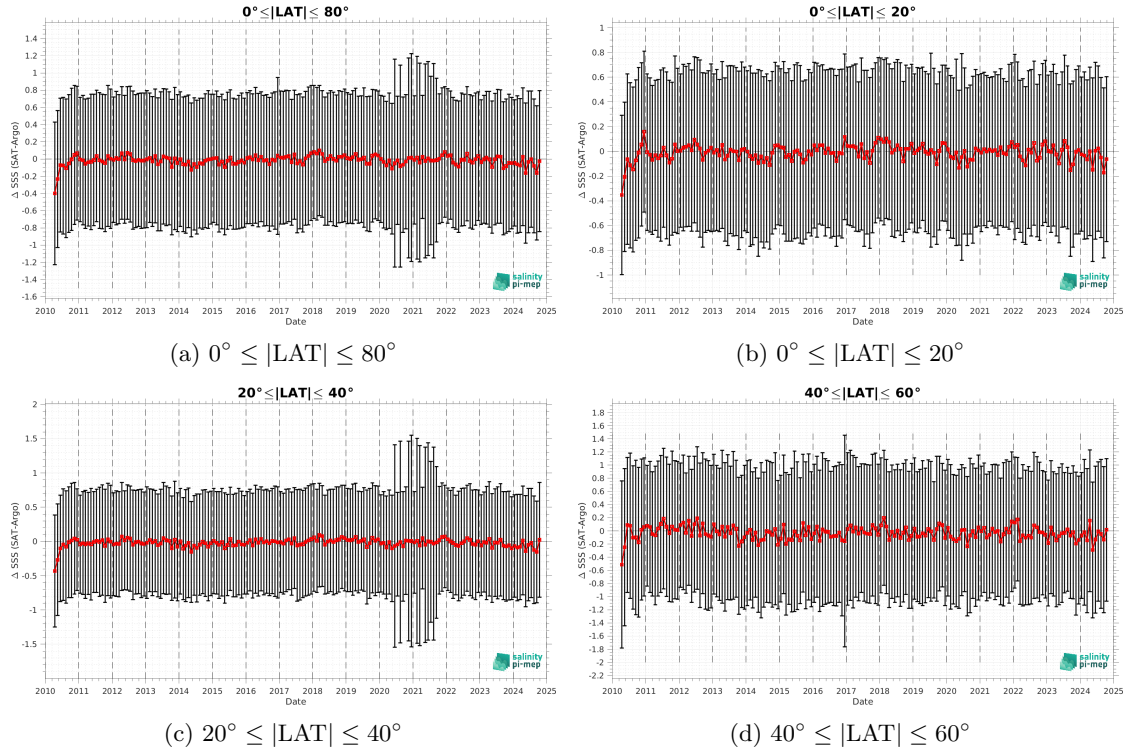 0°≤|LAT|≤ 80°
Δ SSS (SAT-Argo)
1.4
1.2
1
0.8
0.6
0.4
0.2
0
-0.2
-0.4
-0.6
-0.8
-1
-1.2
-1.4
-1.6
2010 2011 2012 2013 2014 2015 2016 2017 2018 2019 2020 2021 2022 2023 2024 2025
Date
salinity
pi-mep
(a) 0° ≤ |LAT| ≤ 80°
0°≤|LAT|≤ 20°
Δ SSS (SAT-Argo)
1
0.8
0.6
0.4
0.2
0
-0.2
-0.4
-0.6
-0.8
-1
2010 2011 2012 2013 2014 2015 2016 2017 2018 2019 2020 2021 2022 2023 2024 2025
Date
salinity
pi-mep
(b) 0° ≤ |LAT| ≤ 20°
20°≤|LAT|≤ 40°
Δ SSS (SAT-Argo)
2
1.5
1
0.5
0
-0.5
-1
-1.5
2010 2011 2012 2013 2014 2015 2016 2017 2018 2019 2020 2021 2022 2023 2024 2025
Date
salinity
pi-mep
(c) 20° ≤ |LAT| ≤ 40°
40°≤|LAT|≤ 60°
Δ SSS (SAT-Argo)
1.8
1.6
1.4
1.2
1
0.8
0.6
0.4
0.2
0
-0.2
-0.4
-0.6
-0.8
-1
-1.2
-1.4
-1.6
-1.8
-2
-2.2
2010 2011 2012 2013 2014 2015 2016 2017 2018 2019 2020 2021 2022 2023 2024 2025
Date
salinity
pi-mep
(d) 40° ≤ |LAT| ≤ 60°